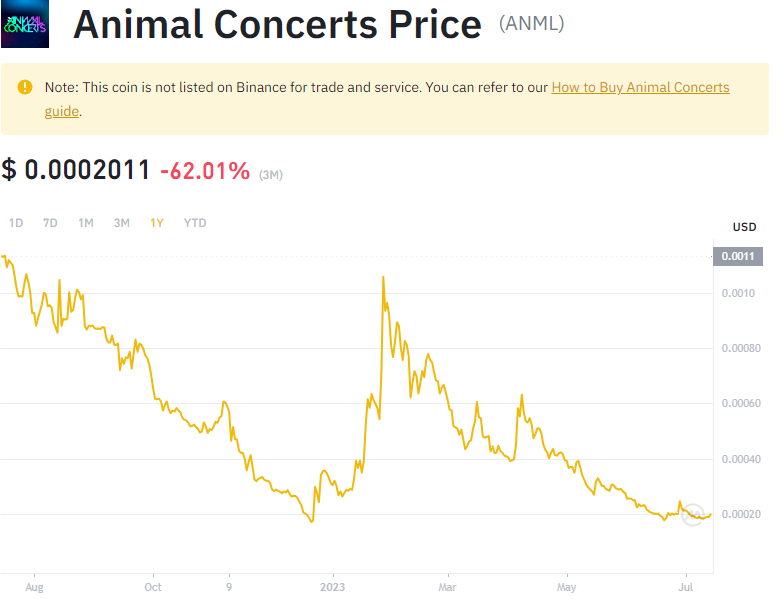 ANIMAL
CONCERTS
Animal Concerts Price (ANML)
Note: This coin is not listed on Binance for trade and service. You can refer to our How to Buy Animal Concerts
guide.
$ 0.0002011 -62.01% (3M)
1D 7D 1M 3M 1Y YTD
USD
0.0011
0.0010
0.00080
0.00060
0.00040
0.00020
Aug Oct 9 2023 Mar May Jul